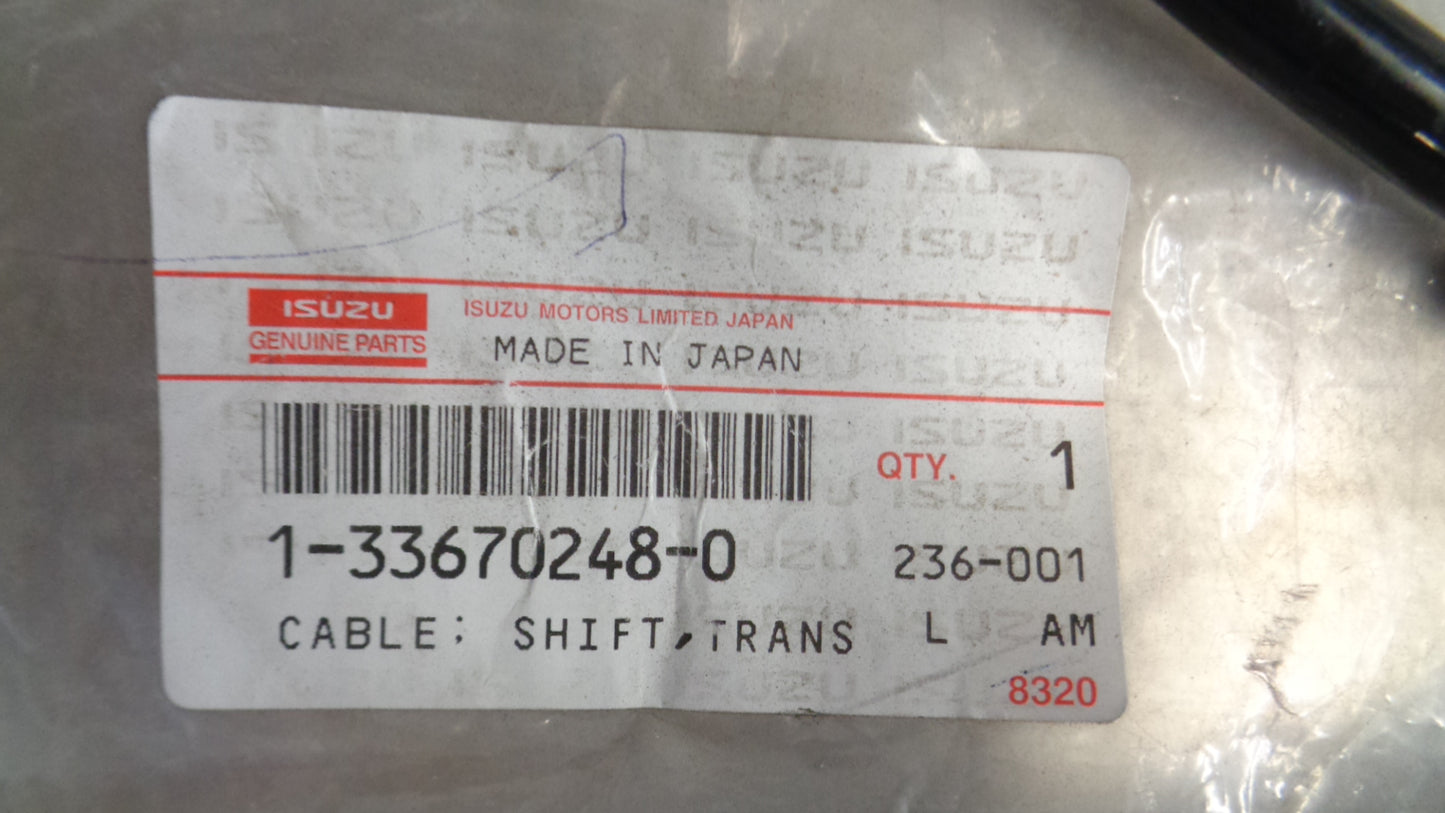 ISUZU
GENUINE PARTS
ISUZU MOTORS LIMITED JAPAN
MADE IN JAPAN
QTY. 1
1-33670248-0 236-001
CABLE; SHIFT,TRANS L AM
8320